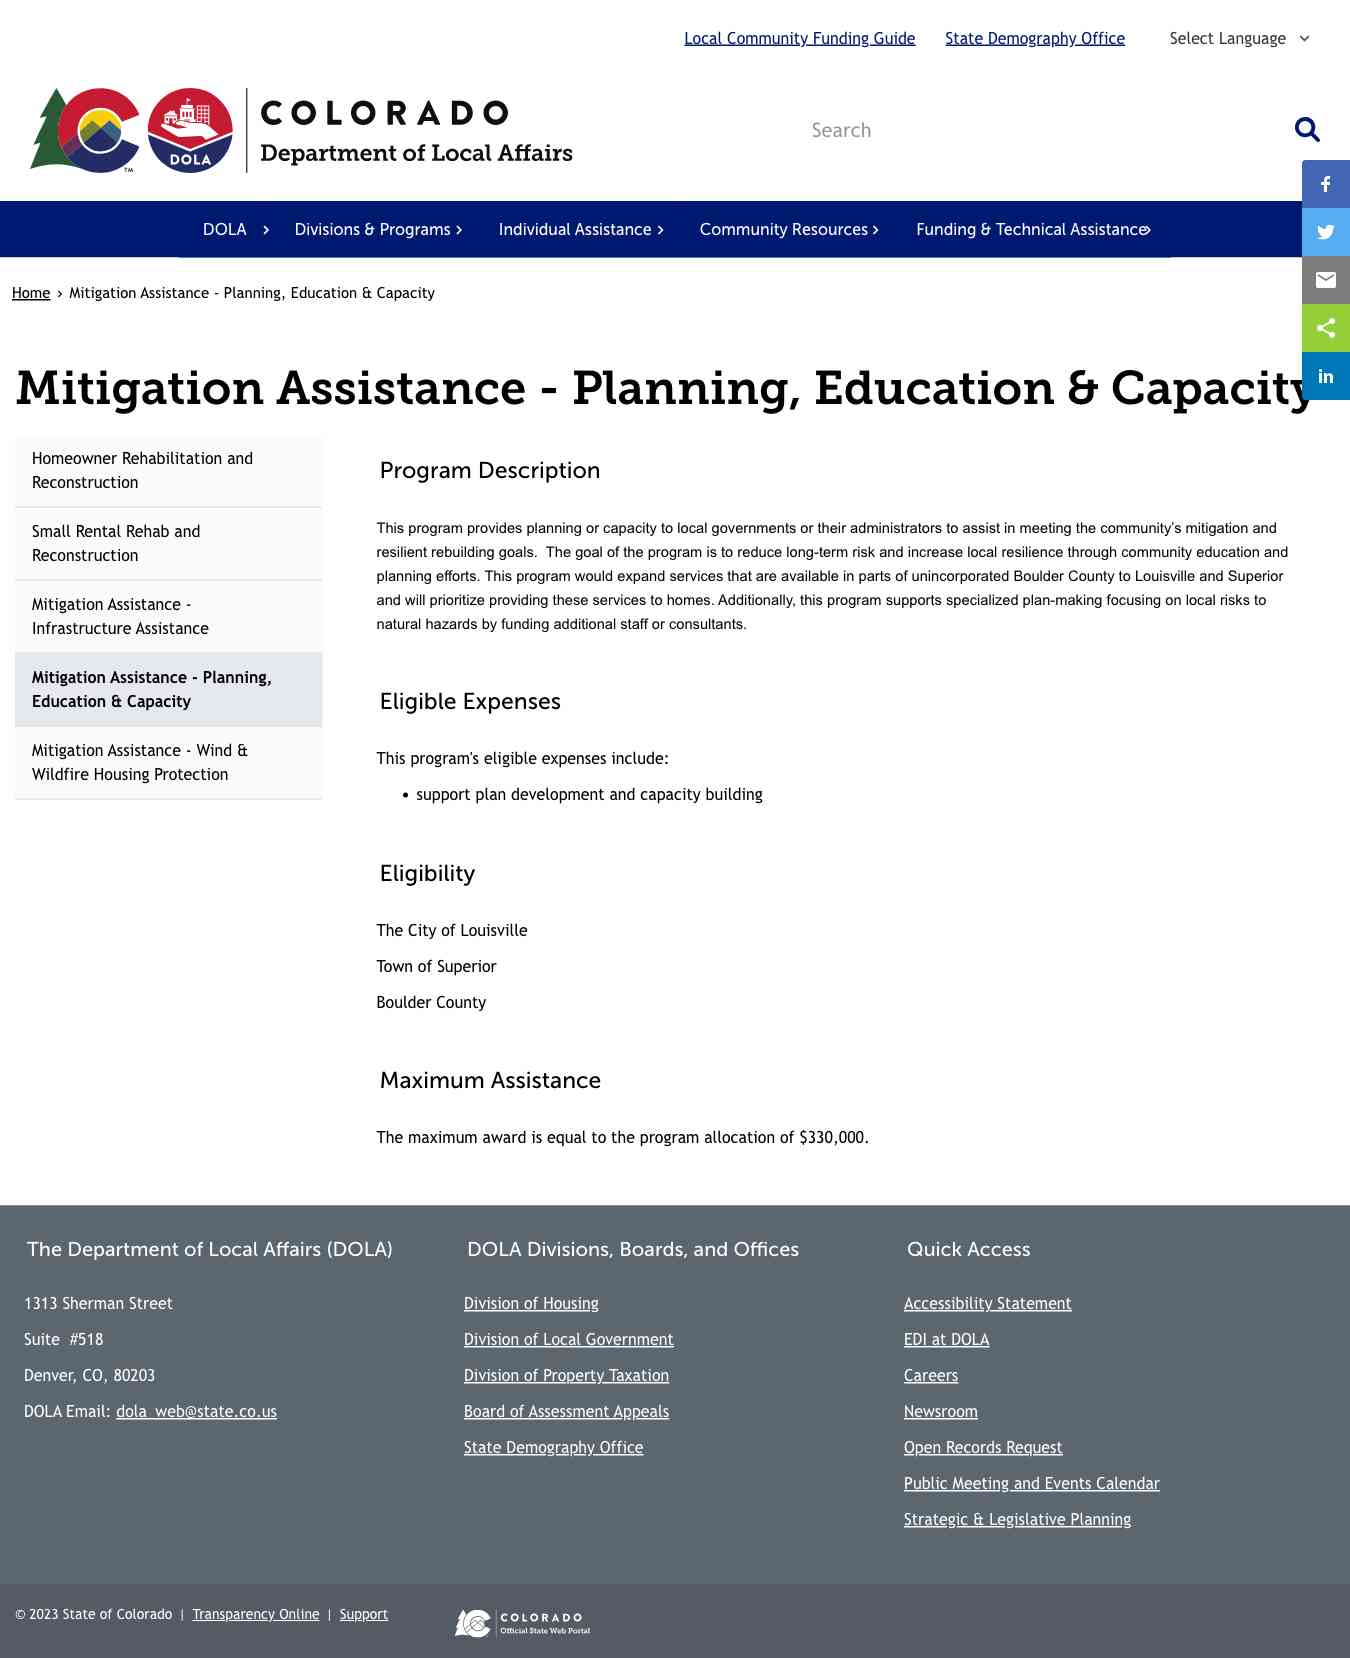 Local Community Funding Guide State Demography Office Select Language
TM
DOLA
COLORADO
Department of Local Affairs
Search
DOLA Divisions & Programs Individual Assistance Community Resources Funding & Technical Assistance
Home › Mitigation Assistance - Planning, Education & Capacity
Mitigation Assistance - Planning, Education & Capacity
in
Homeowner Rehabilitation and
Reconstruction
Small Rental Rehab and
Reconstruction
Mitigation Assistance -
Infrastructure Assistance
Mitigation Assistance - Planning,
Education & Capacity
Mitigation Assistance - Wind &
Wildfire Housing Protection
Program Description
This program provides planning or capacity to local governments or their administrators to assist in meeting the community's mitigation and
resilient rebuilding goals.  The goal of the program is to reduce long-term risk and increase local resilience through community education and
planning efforts. This program would expand services that are available in parts of unincorporated Boulder County to Louisville and Superior
and will prioritize providing these services to homes. Additionally, this program supports specialized plan-making focusing on local risks to
natural hazards by funding additional staff or consultants.
Eligible Expenses
This program's eligible expenses include:
• support plan development and capacity building
Eligibility
The City of Louisville
Town of Superior
Boulder County
Maximum Assistance
The maximum award is equal to the program allocation of $330,000.
The Department of Local Affairs (DOLA)
1313 Sherman Street
Suite  #518
Denver, CO, 80203
DOLA Email: dola_web@state.co.us
DOLA Divisions, Boards, and Offices
Division of Housing
Division of Local Government
Division of Property Taxation
Board of Assessment Appeals
State Demography Office
Quick Access
Accessibility Statement
EDI at DOLA
Careers
Newsroom
Open Records Request
Public Meeting and Events Calendar
Strategic & Legislative Planning
© 2023 State of Colorado | Transparency Online | Support
COLORADO
Official State Web Portal